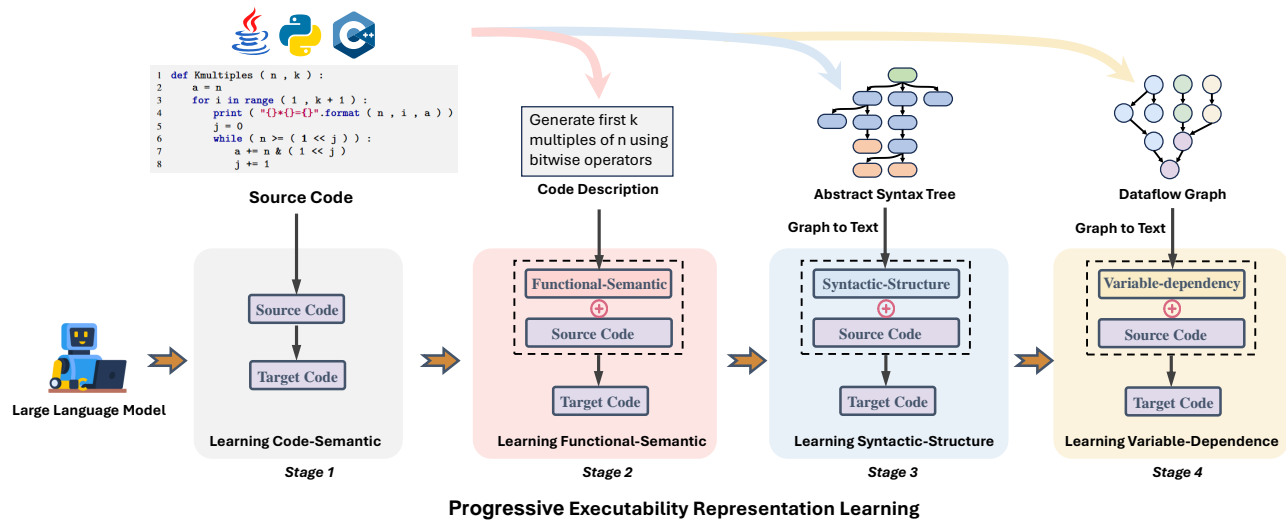 C++
1 def Kmultiples ( n , k ) :
2 a = n
3 for i in range ( 1 , k + 1 ) :
4 print ( "{}*{}={}".format ( n , i , a ) )
5 j = 0
6 while ( n >= ( 1 << j ) ) :
7 a += n & ( 1 << j )
8 j += 1
Generate first k
multiples of n using
bitwise operators
Source Code
Code Description
Abstract Syntax Tree
Dataflow Graph
Graph to Text
Graph to Text
Large Language Model
Source Code
Target Code
Learning Code-Semantic
Stage 1
Functional-Semantic
Source Code
Target Code
Learning Functional-Semantic
Stage 2
Syntactic-Structure
Source Code
Target Code
Learning Syntactic-Structure
Stage 3
Variable-dependency
Source Code
Target Code
Learning Variable-Dependence
Stage 4
Progressive Executability Representation Learning